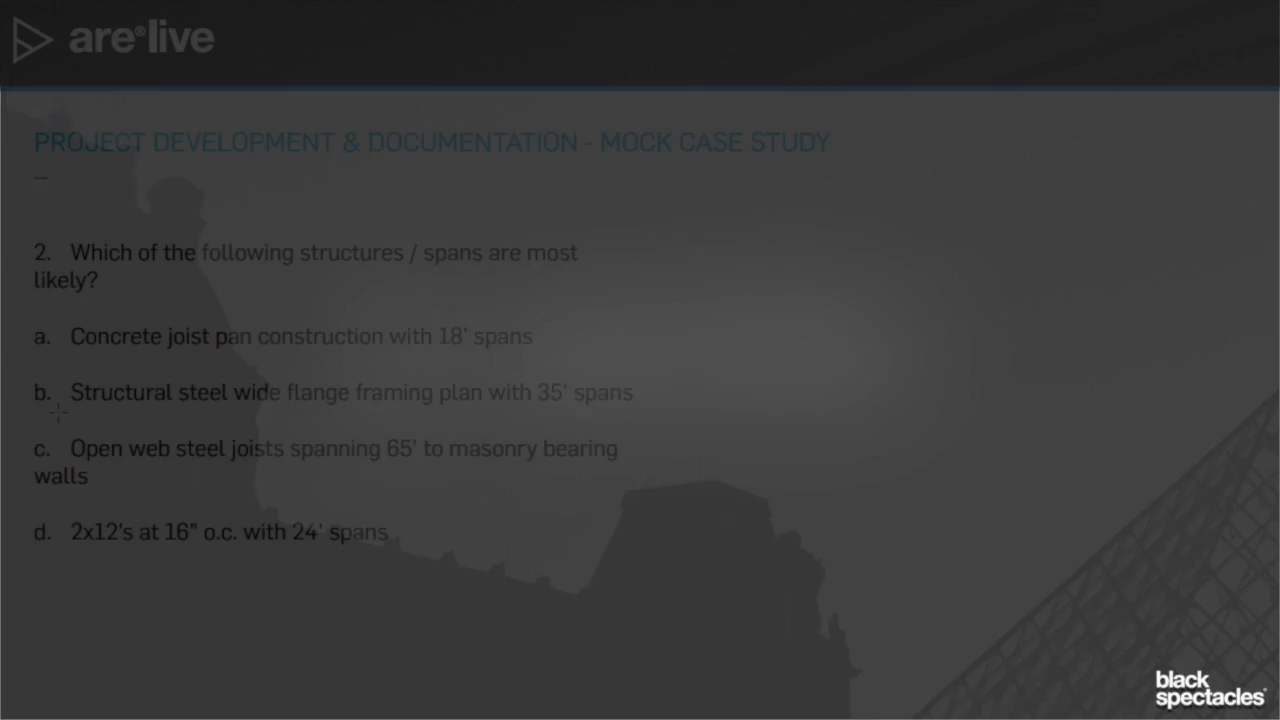 are®live
PROJECT DEVELOPMENT & DOCUMENTATION - MOCK CASE STUDY
–
2. Which of the following structures / spans are most
likely?
a. Concrete joist pan construction with 18' spans
b. Structural steel wide flange framing plan with 35' spans
c. Open web steel joists spanning 65' to masonry bearing
walls
d. 2x12's at 16" o.c. with 24' spans
black
spectacles